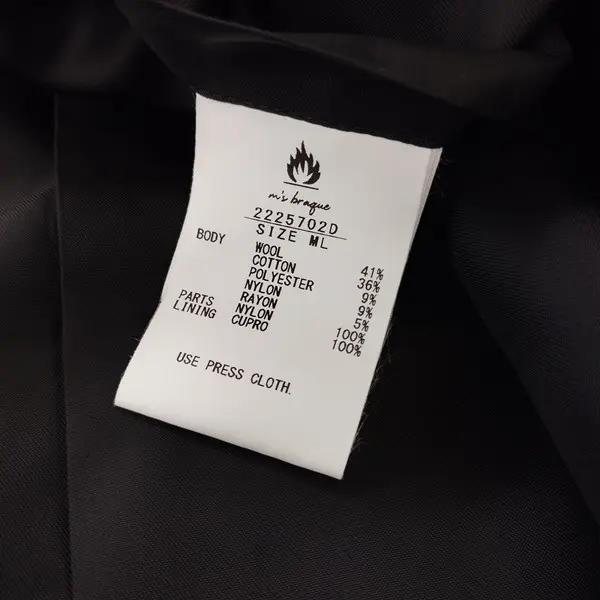 m's braque
2225702D
SIZE ML
BODY WOOL 41%
COTTON 36%
POLYESTER 9%
NYLON 9%
RAYON 5%
PARTS NYLON 100%
LINING CUPRO 100%
USE PRESS CLOTH.